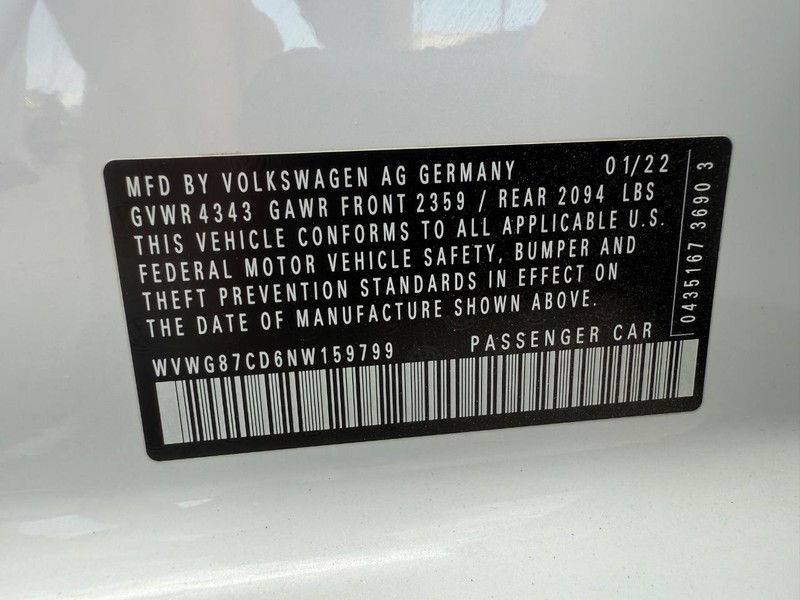 MFD BY VOLKSWAGEN AG GERMANY 01/22
GVWR 4343 GAWR FRONT 2359 / REAR 2094 LBS
THIS VEHICLE CONFORMS TO ALL APPLICABLE U.S.
FEDERAL MOTOR VEHICLE SAFETY, BUMPER AND
THEFT PREVENTION STANDARDS IN EFFECT ON
THE DATE OF MANUFACTURE SHOWN ABOVE.
WVWG87CD6NW159799 PASSENGER CAR
0435167 3690 3